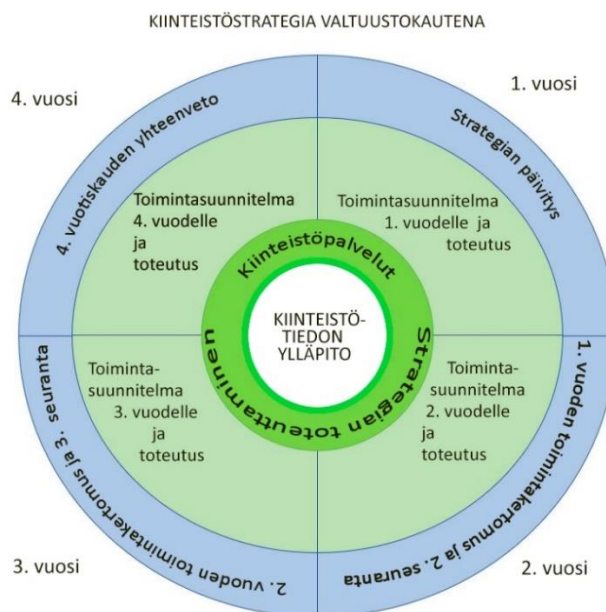 KIINTEISTÖSTRATEGIA VALTUUSTOKAUTENA
4. vuosi
1. vuosi
4. vuotiskauden yhteenveto
Strategian päivitys
Toimintasuunnitelma
4. vuodelle
ja
toteutus
Toimintasuunnitelma
1. vuodelle ja
toteutus
Kiinteistöpalvelut
KIINTEISTÖ-
TIEDON
YLLÄPITO
Strategian toteuttaminen
Toiminta-
suunnitelma
3. vuodelle
ja
toteutus
Toiminta-
suunnitelma
2. vuodelle
ja
toteutus
2. vuoden toimintakertomus ja 3. seuranta
1. vuoden toimintakertomus ja 2. seuranta
3. vuosi
2. vuosi